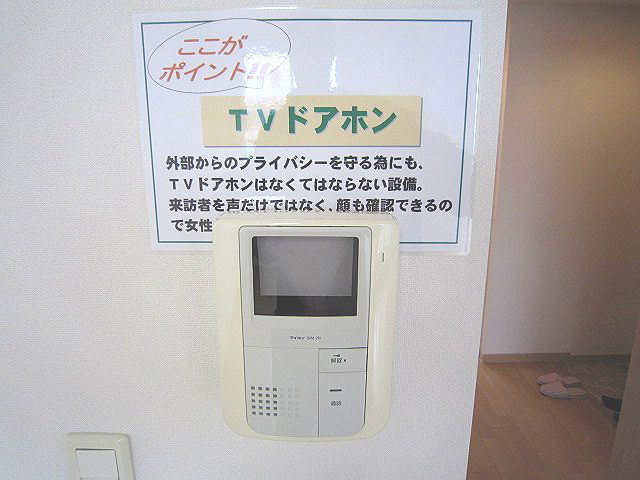 ここが
ポイント!!
TVドアホン
外部からのプライバシーを守る為にも、
TVドアホンはなくてはならない設備。
来訪者を声だけではなく、顔も確認できるの
で女性
解錠
通話